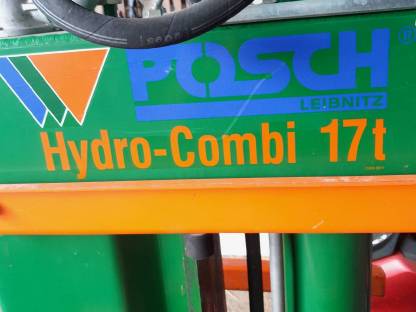 POSCH ®
LEIBNITZ
Hydro-Combi 17t